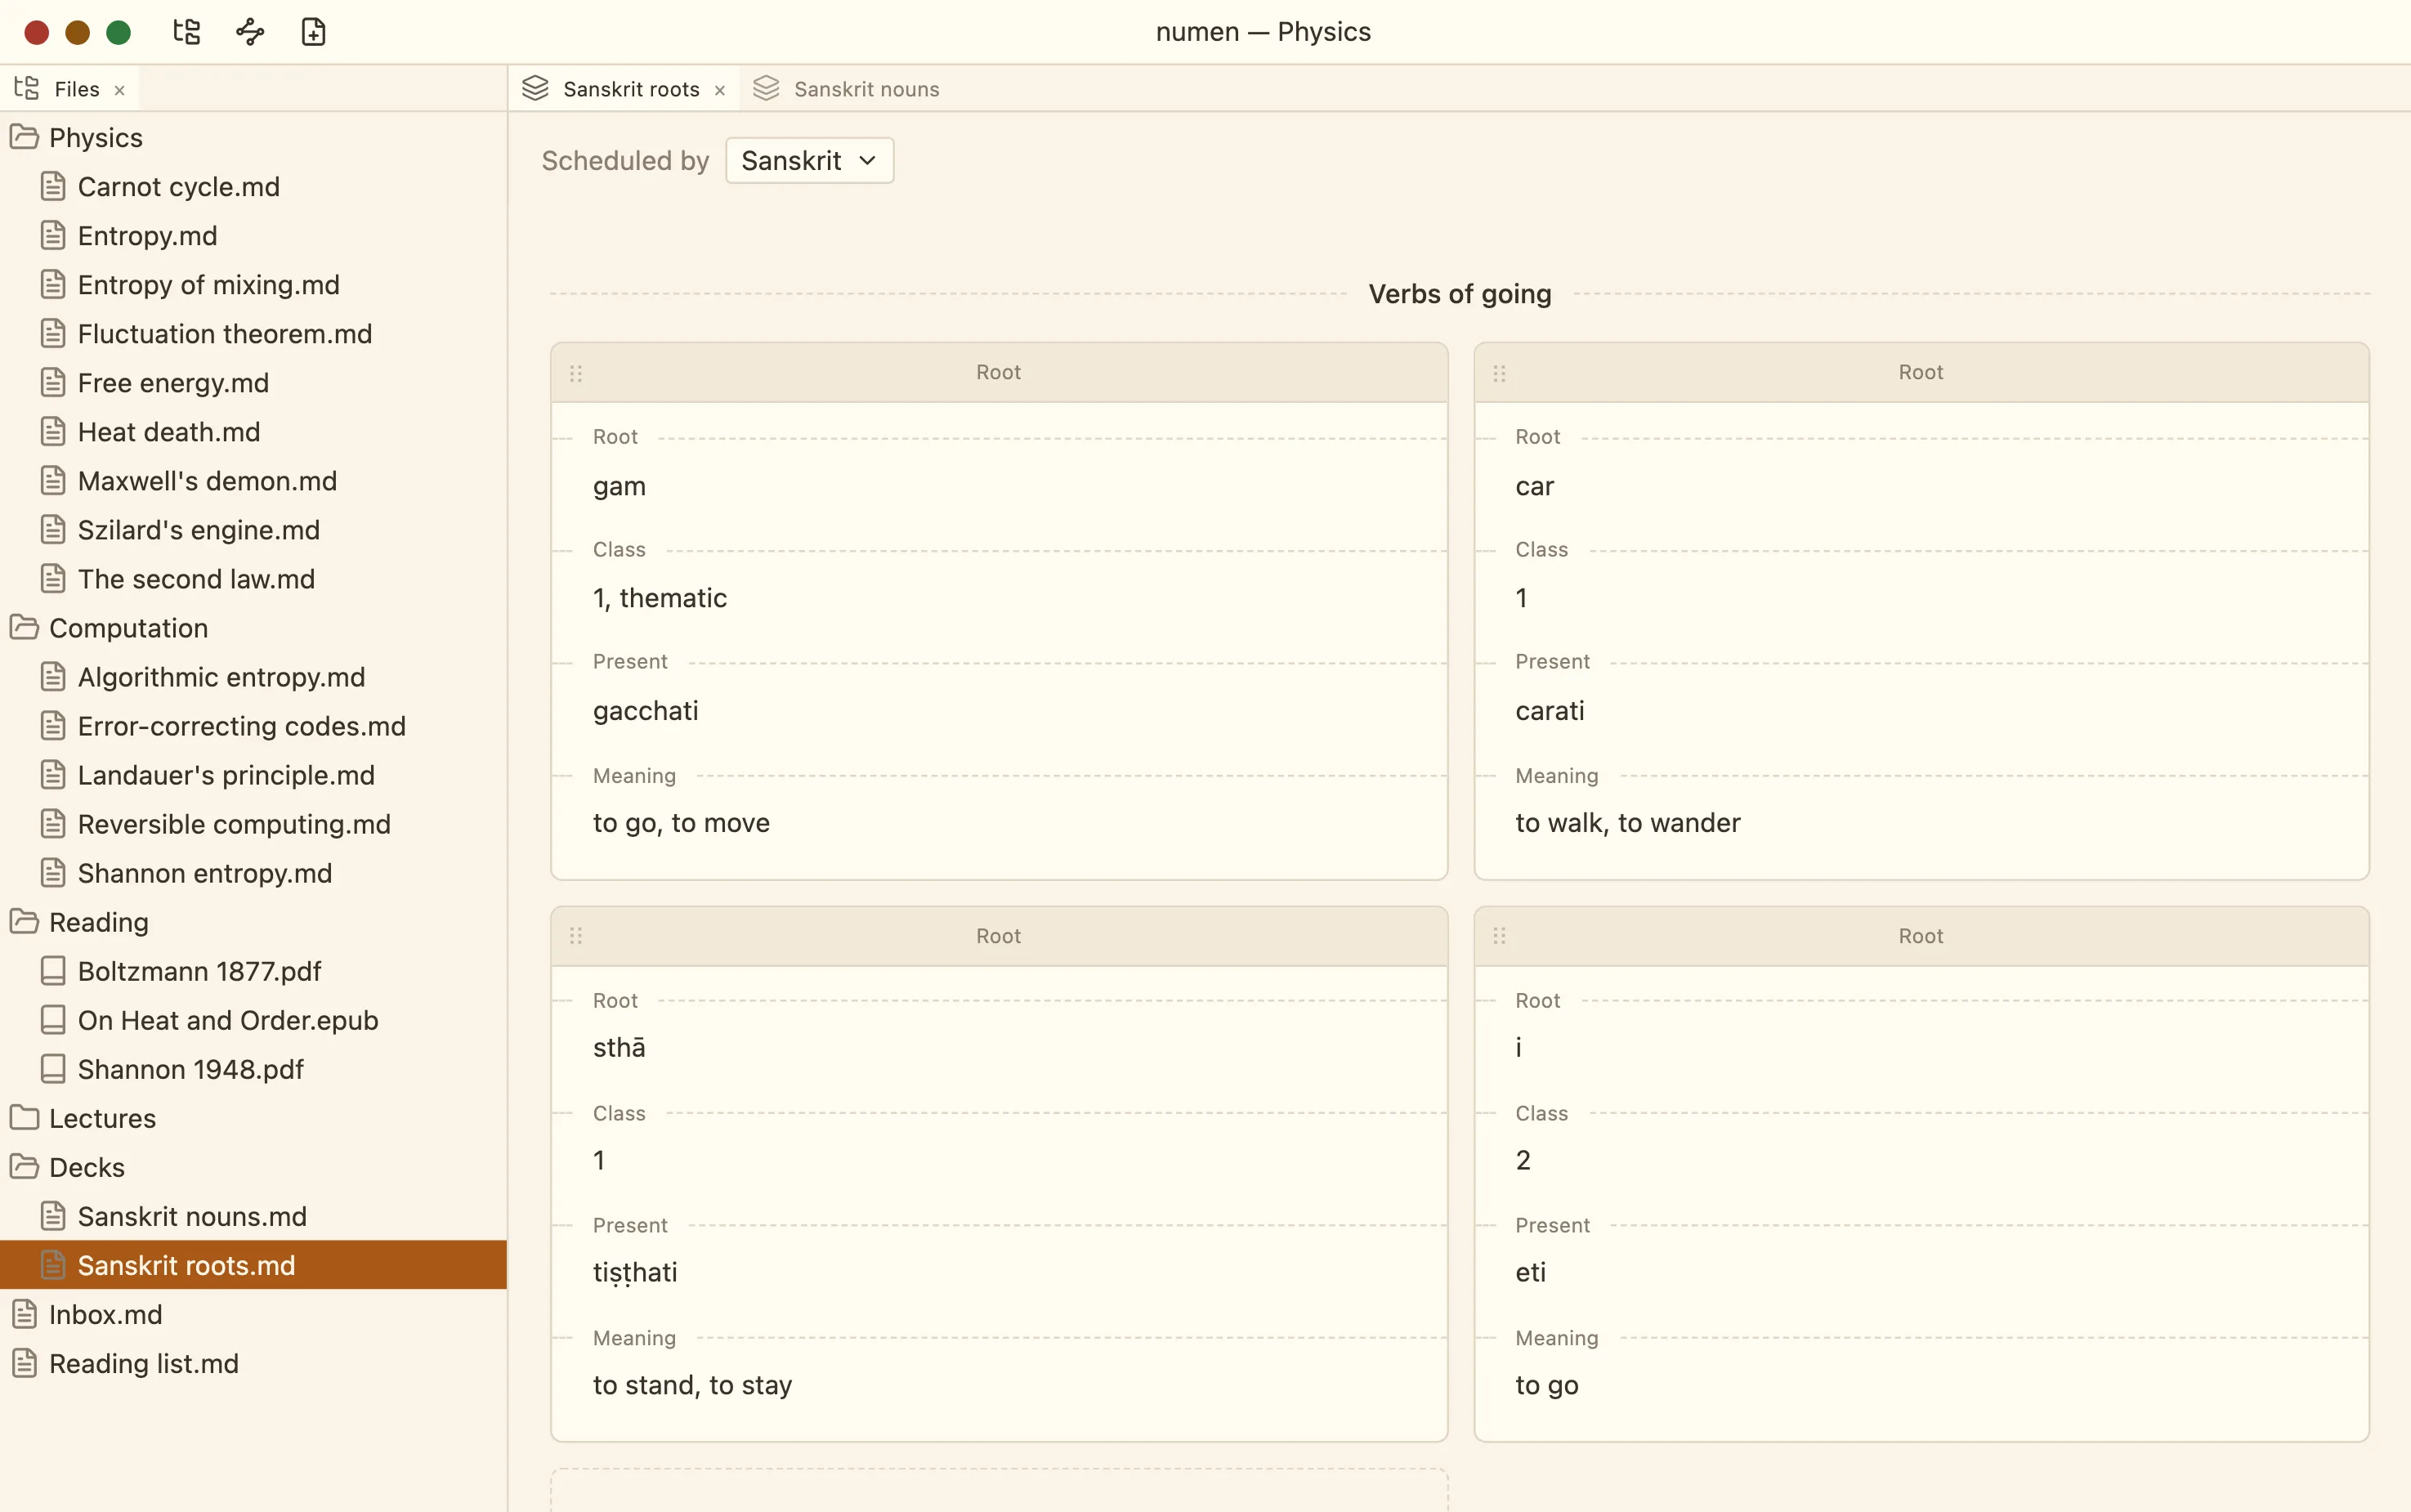 numen — Physics
Files
Sanskrit roots
Sanskrit nouns
Physics
Carnot cycle.md
Entropy.md
Entropy of mixing.md
Fluctuation theorem.md
Free energy.md
Heat death.md
Maxwell's demon.md
Szilard's engine.md
The second law.md
Computation
Algorithmic entropy.md
Error-correcting codes.md
Landauer's principle.md
Reversible computing.md
Shannon entropy.md
Reading
Boltzmann 1877.pdf
On Heat and Order.epub
Shannon 1948.pdf
Lectures
Decks
Sanskrit nouns.md
Sanskrit roots.md
Inbox.md
Reading list.md
Scheduled by Sanskrit
Verbs of going
Root
Root
gam
Class
1, thematic
Present
gacchati
Meaning
to go, to move
Root
Root
car
Class
1
Present
carati
Meaning
to walk, to wander
Root
Root
sthā
Class
1
Present
tiṣṭhati
Meaning
to stand, to stay
Root
Root
i
Class
2
Present
eti
Meaning
to go